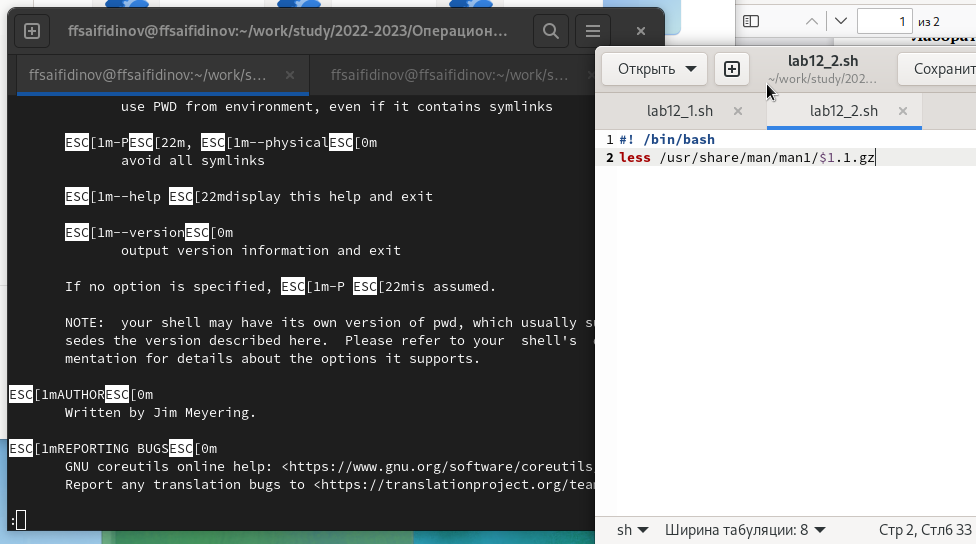 ffsaifidinov@ffsaifidinov:~/work/study/2022-2023/Операцион...
ffsaifidinov@ffsaifidinov:~/work/s... ×
ffsaifidinov@ffsaifidinov:~/work/s...
use PWD from environment, even if it contains symlinks
ESC[1m-PESC[22m, ESC[1m--physicalESC[0m
avoid all symlinks
ESC[1m--help ESC[22mdisplay this help and exit
ESC[1m--versionESC[0m
output version information and exit
If no option is specified, ESC[1m-P ESC[22mis assumed.
NOTE:  your shell may have its own version of pwd, which usually
sedes the version described here.  Please refer to your  shell's
mentation for details about the options it supports.
ESC[1mAUTHORESC[0m
Written by Jim Meyering.
ESC[1mREPORTING BUGSESC[0m
GNU coreutils online help: <https://www.gnu.org/software/coreutils
Report any translation bugs to <https://translationproject.org/
:
1 из 2
Открыть
lab12_2.sh
~/work/study/202...
Сохранит
lab12_1.sh ×
lab12_2.sh ×
1 #! /bin/bash
2 less /usr/share/man/man1/$1.1.gz
sh
Ширина табуляции: 8
Стр 2, Стлб 33